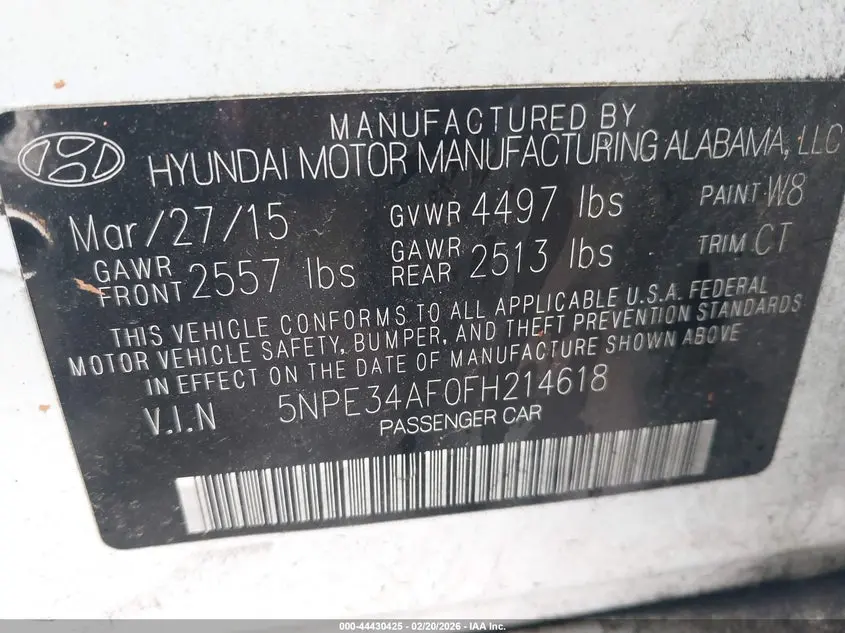 MANUFACTURED BY
HYUNDAI MOTOR MANUFACTURING ALABAMA, LLC
Mar/27/15 GVWR 4497 lbs PAINT W8
GAWR FRONT 2557 lbs GAWR REAR 2513 lbs TRIM CT
THIS VEHICLE CONFORMS TO ALL APPLICABLE U.S.A. FEDERAL
MOTOR VEHICLE SAFETY, BUMPER, AND THEFT PREVENTION STANDARDS
IN EFFECT ON THE DATE OF MANUFACTURE SHOWN ABOVE
V.I.N 5NPE34AF0FH214618
PASSENGER CAR
000-44430425 - 02/20/2026 - IAA Inc.